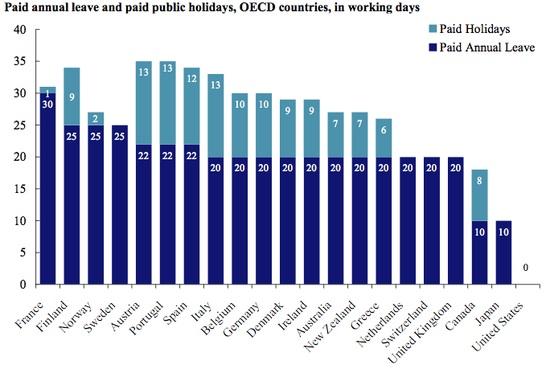 Paid annual leave and paid public holidays, OECD countries, in working days
Paid Holidays
Paid Annual Leave
40
35
30
25
20
15
10
5
0
1
9
2
13
13
12
13
10
10
9
9
7
7
6
8
30
25
25
25
22
22
22
20
20
20
20
20
20
20
20
20
20
20
10
10
0
France
Finland
Norway
Sweden
Austria
Portugal
Spain
Italy
Belgium
Germany
Denmark
Ireland
Australia
New Zealand
Greece
Netherlands
Switzerland
United Kingdom
Canada
Japan
United States